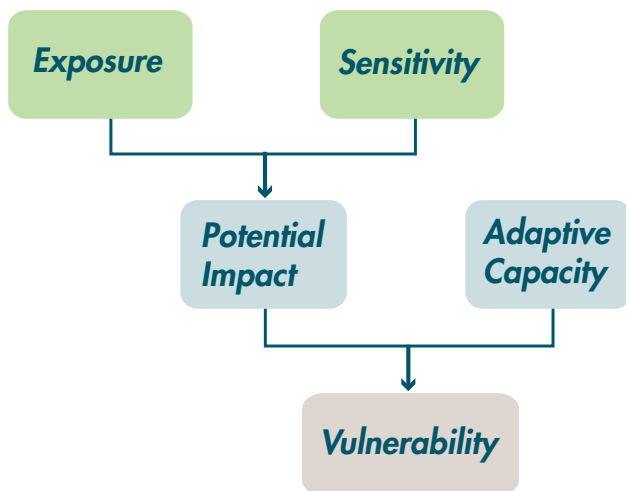 Exposure
Sensitivity
Potential
Impact
Adaptive
Capacity
Vulnerability